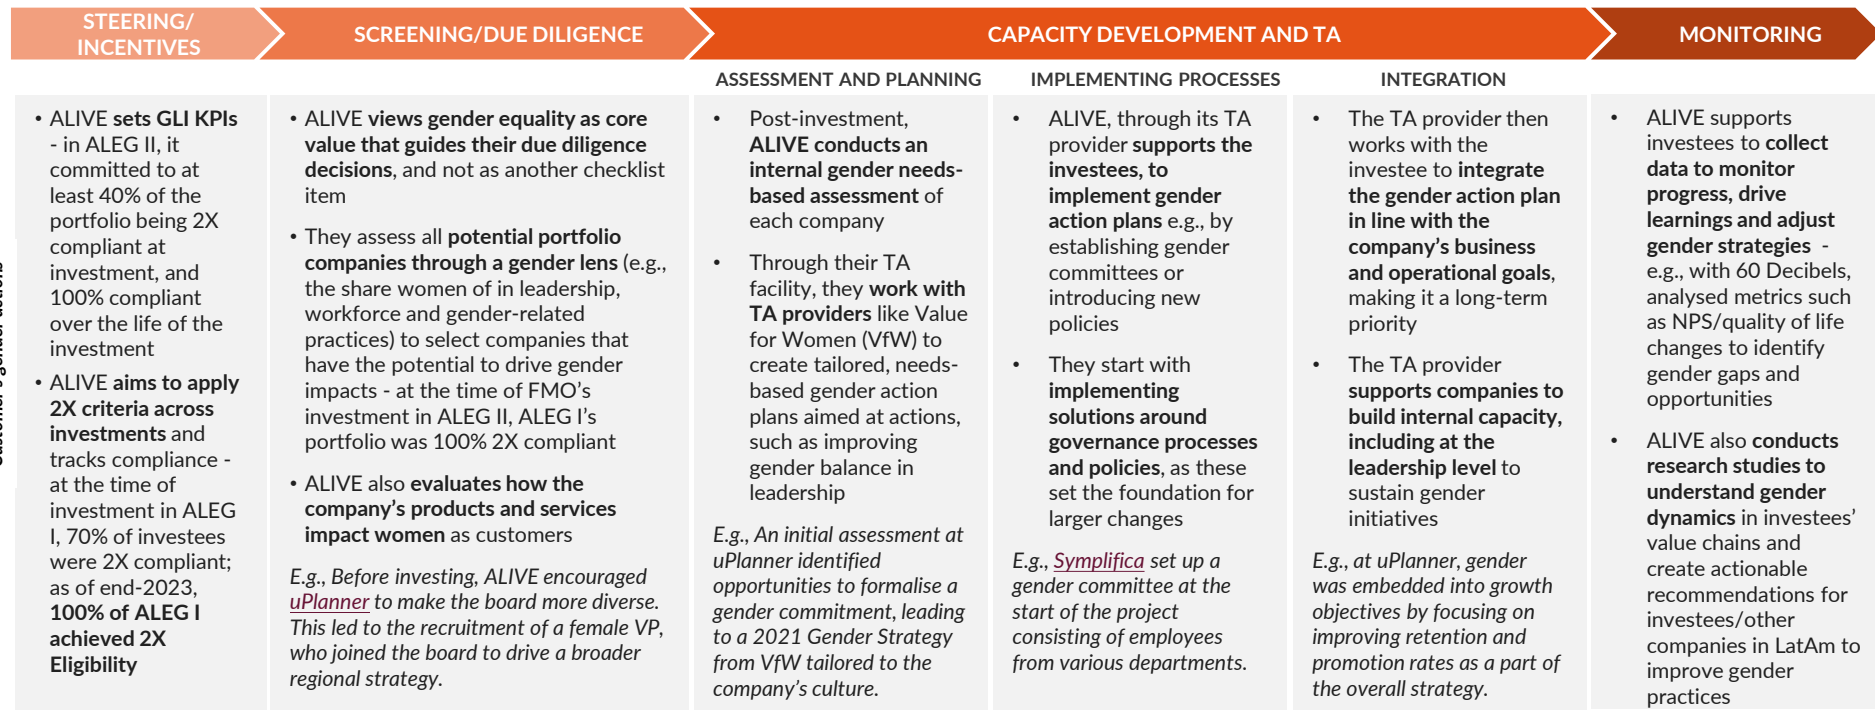 STEERING/
INCENTIVES
SCREENING/DUE DILIGENCE
CAPACITY DEVELOPMENT AND TA
MONITORING
ASSESSMENT AND PLANNING
IMPLEMENTING PROCESSES
INTEGRATION
• ALIVE sets GLI KPIs
- in ALEG II, it
committed to at
least 40% of the
portfolio being 2X
compliant at
investment, and
100% compliant
over the life of the
investment
• ALIVE aims to apply
2X criteria across
investments and
tracks compliance -
at the time of
investment in ALEG
I, 70% of investees
were 2X compliant;
as of end-2023,
100% of ALEG I
achieved 2X
Eligibility
• ALIVE views gender equality as core
value that guides their due diligence
decisions, and not as another checklist
item
• They assess all potential portfolio
companies through a gender lens (e.g.,
the share women of in leadership,
workforce and gender-related
practices) to select companies that
have the potential to drive gender
impacts - at the time of FMO's
investment in ALEG II, ALEG I's
portfolio was 100% 2X compliant
• ALIVE also evaluates how the
company's products and services
impact women as customers
E.g., Before investing, ALIVE encouraged
uPlanner to make the board more diverse.
This led to the recruitment of a female VP,
who joined the board to drive a broader
regional strategy.
• Post-investment,
ALIVE conducts an
internal gender needs-
based assessment of
each company
• Through their TA
facility, they work with
TA providers like Value
for Women (VfW) to
create tailored, needs-
based gender action
plans aimed at actions,
such as improving
gender balance in
leadership
E.g., An initial assessment at
uPlanner identified
opportunities to formalise a
gender commitment, leading
to a 2021 Gender Strategy
from VfW tailored to the
company's culture.
• ALIVE, through its TA
provider supports the
investees, to
implement gender
action plans e.g., by
establishing gender
committees or
introducing new
policies
• They start with
implementing
solutions around
governance processes
and policies, as these
set the foundation for
larger changes
E.g., Symplifica set up a
gender committee at the
start of the project
consisting of employees
from various departments.
• The TA provider then
works with the
investee to integrate
the gender action plan
in line with the
company's business
and operational goals,
making it a long-term
priority
• The TA provider
supports companies to
build internal capacity,
including at the
leadership level to
sustain gender
initiatives
E.g., at uPlanner, gender
was embedded into growth
objectives by focusing on
improving retention and
promotion rates as a part of
the overall strategy.
• ALIVE supports
investees to collect
data to monitor
progress, drive
learnings and adjust
gender strategies -
e.g., with 60 Decibels,
analysed metrics such
as NPS/quality of life
changes to identify
gender gaps and
opportunities
• ALIVE also conducts
research studies to
understand gender
dynamics in investees'
value chains and
create actionable
recommendations for
investees/other
companies in LatAm to
improve gender
practices